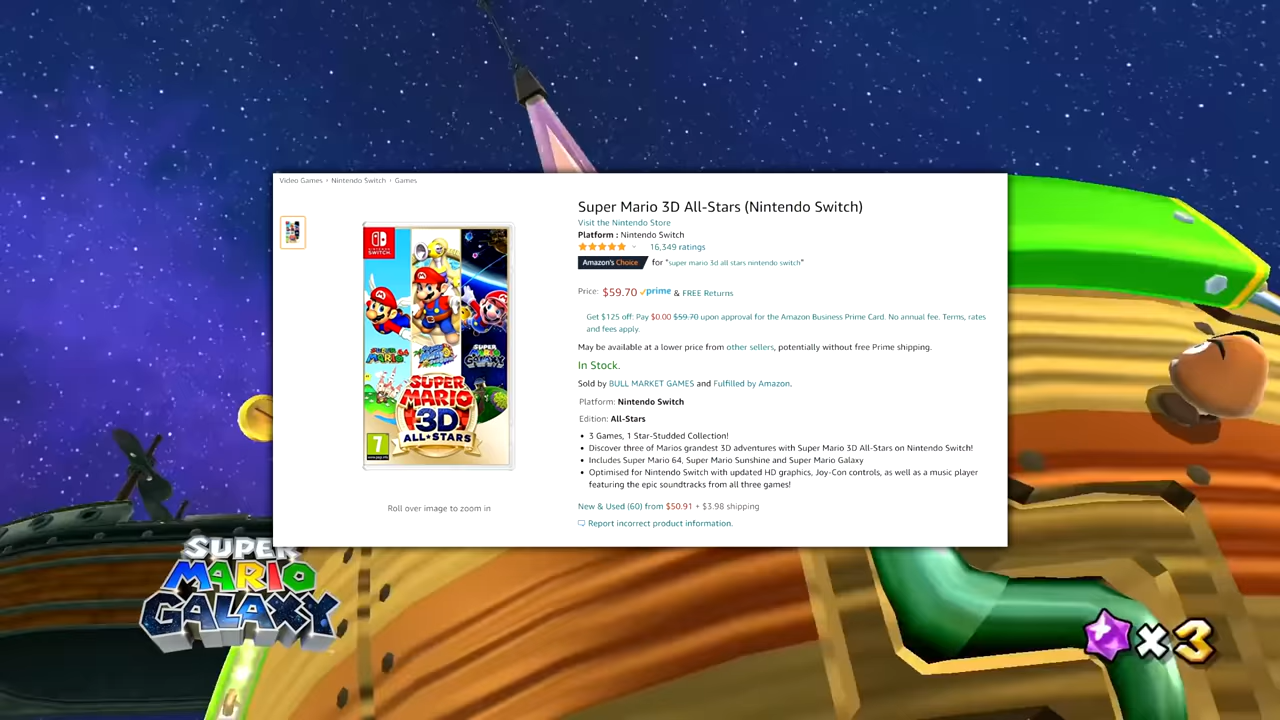 Video Games › Nintendo Switch › Games
Super Mario 3D All-Stars (Nintendo Switch)
Visit the Nintendo Store
Platform : Nintendo Switch
16,349 ratings
Amazon's Choice for "super mario 3d all stars nintendo switch"
Price: $59.70 prime & FREE Returns
Get $125 off: Pay $0.00 $59.70 upon approval for the Amazon Business Prime Card. No annual fee. Terms, rates
and fees apply.
May be available at a lower price from other sellers, potentially without free Prime shipping.
In Stock.
Sold by BULL MARKET GAMES and Fulfilled by Amazon.
Platform: Nintendo Switch
Edition: All-Stars
• 3 Games, 1 Star-Studded Collection!
• Discover three of Marios grandest 3D adventures with Super Mario 3D All-Stars on Nintendo Switch!
• Includes Super Mario 64, Super Mario Sunshine and Super Mario Galaxy
• Optimised for Nintendo Switch with updated HD graphics, Joy-Con controls, as well as a music player
featuring the epic soundtracks from all three games!
New & Used (60) from $50.91 + $3.98 shipping
Report incorrect product information.
NINTENDO
SWITCH
SUPER
MARIO
GALAXY
SUPER
MARIO
3D
ALL★STARS
7
Roll over image to zoom in
SUPER
MARIO
GALAXY
×3